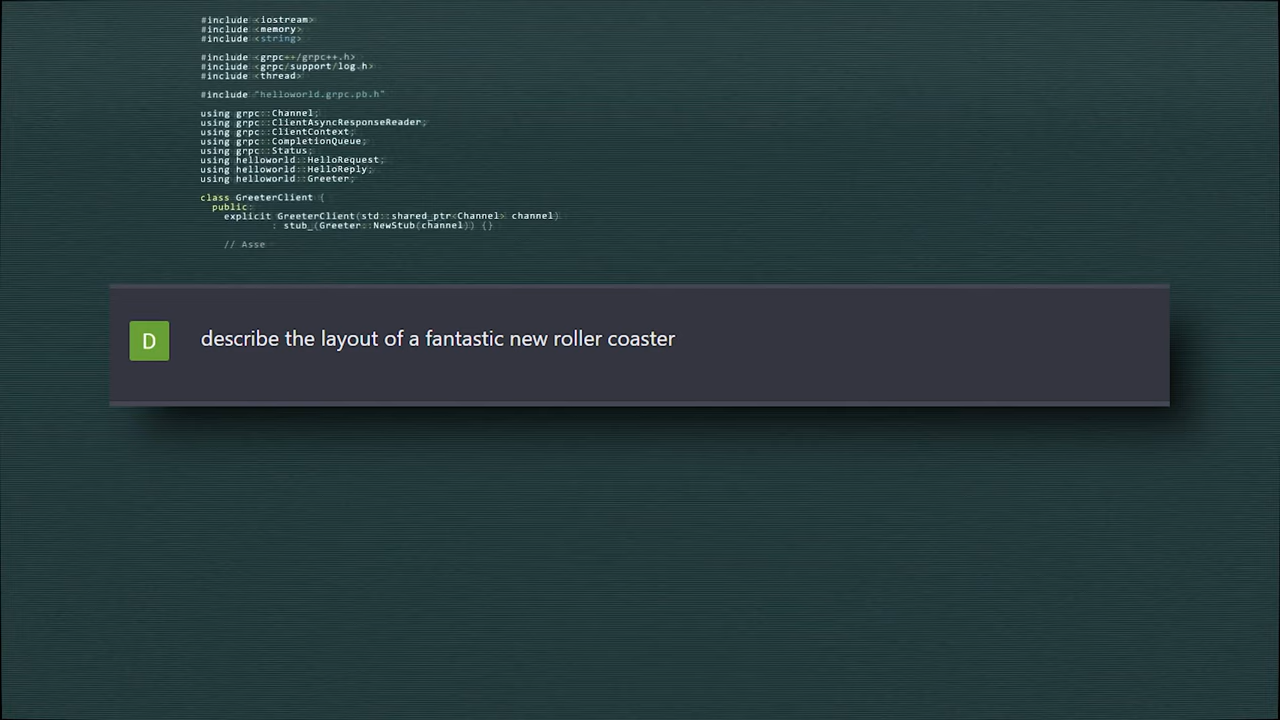 #include <iostream>
#include <memory>
#include <string>
#include <grpc++/grpc++.h>
#include <grpc/support/log.h>
#include <thread>
#include "helloworld.grpc.pb.h"
using grpc::Channel;
using grpc::ClientAsyncResponseReader;
using grpc::ClientContext;
using grpc::CompletionQueue;
using grpc::Status;
using helloworld::HelloRequest;
using helloworld::HelloReply;
using helloworld::Greeter;
class GreeterClient {
public:
explicit GreeterClient(std::shared_ptr<Channel> channel)
: stub_(Greeter::NewStub(channel)) {}
// Asse
D describe the layout of a fantastic new roller coaster